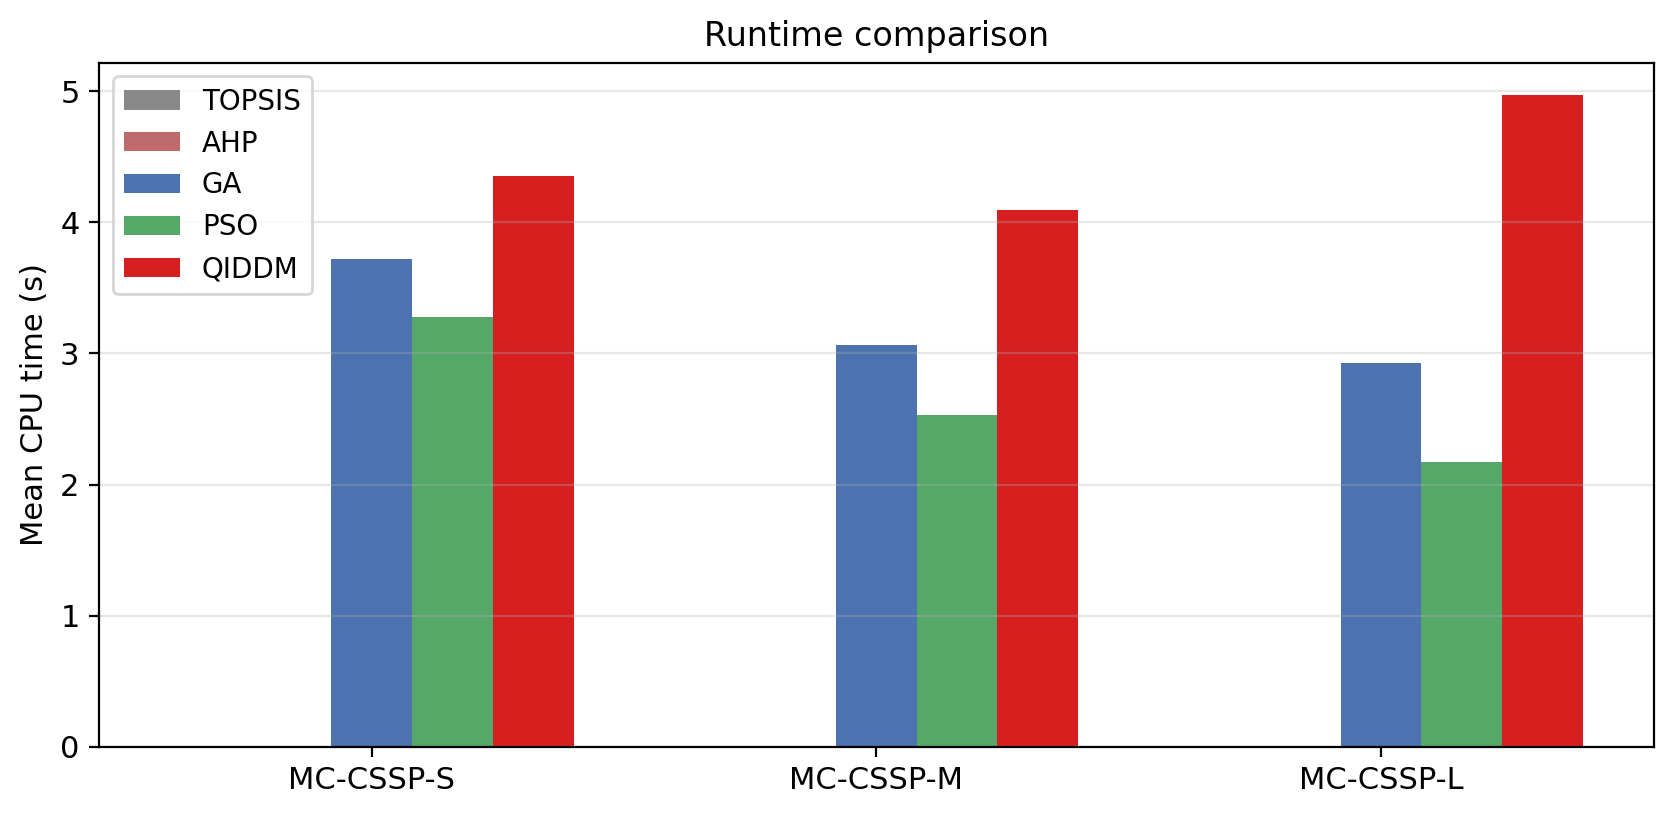 Runtime comparison
TOPSIS
AHP
GA
PSO
QIDDM
Mean CPU time (s)
5
4
3
2
1
0
MC-CSSP-S
MC-CSSP-M
MC-CSSP-L